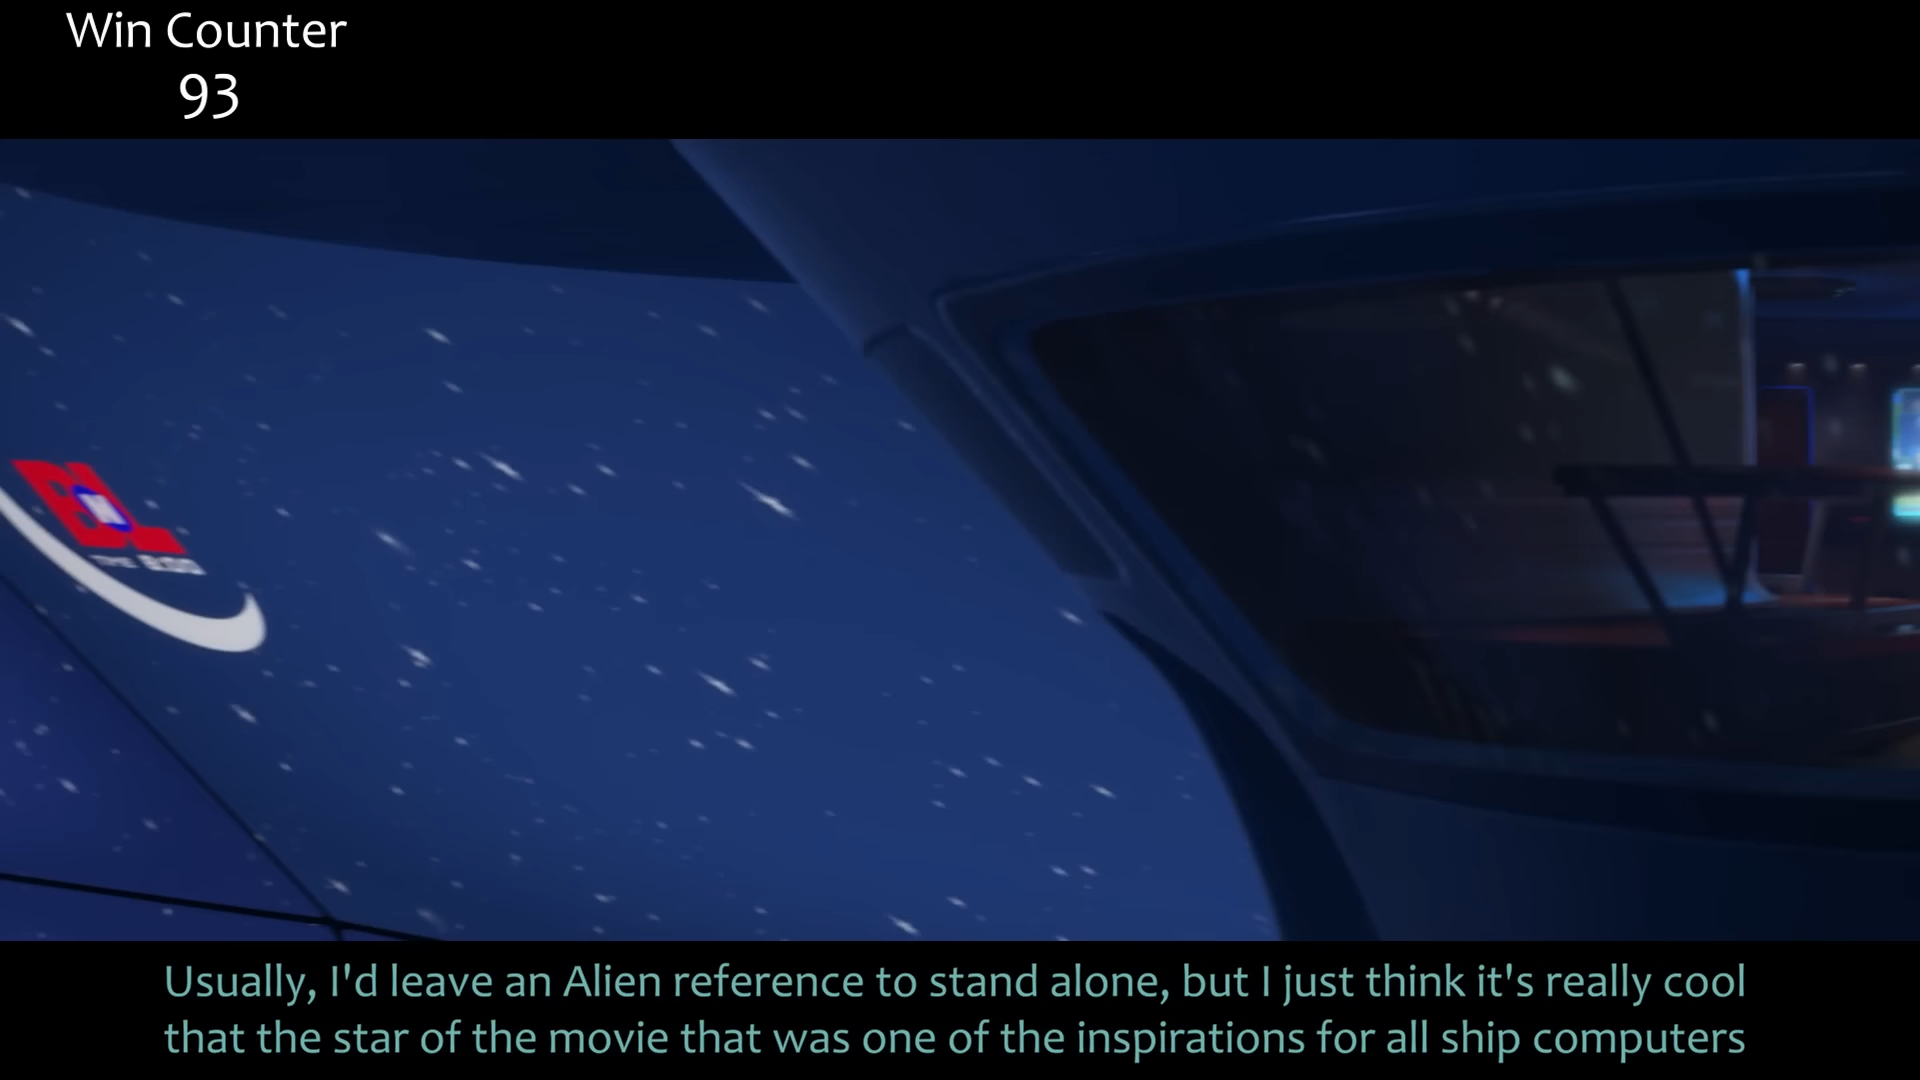 Win Counter
93
BnL
Usually, I'd leave an Alien reference to stand alone, but I just think it's really cool
that the star of the movie that was one of the inspirations for all ship computers